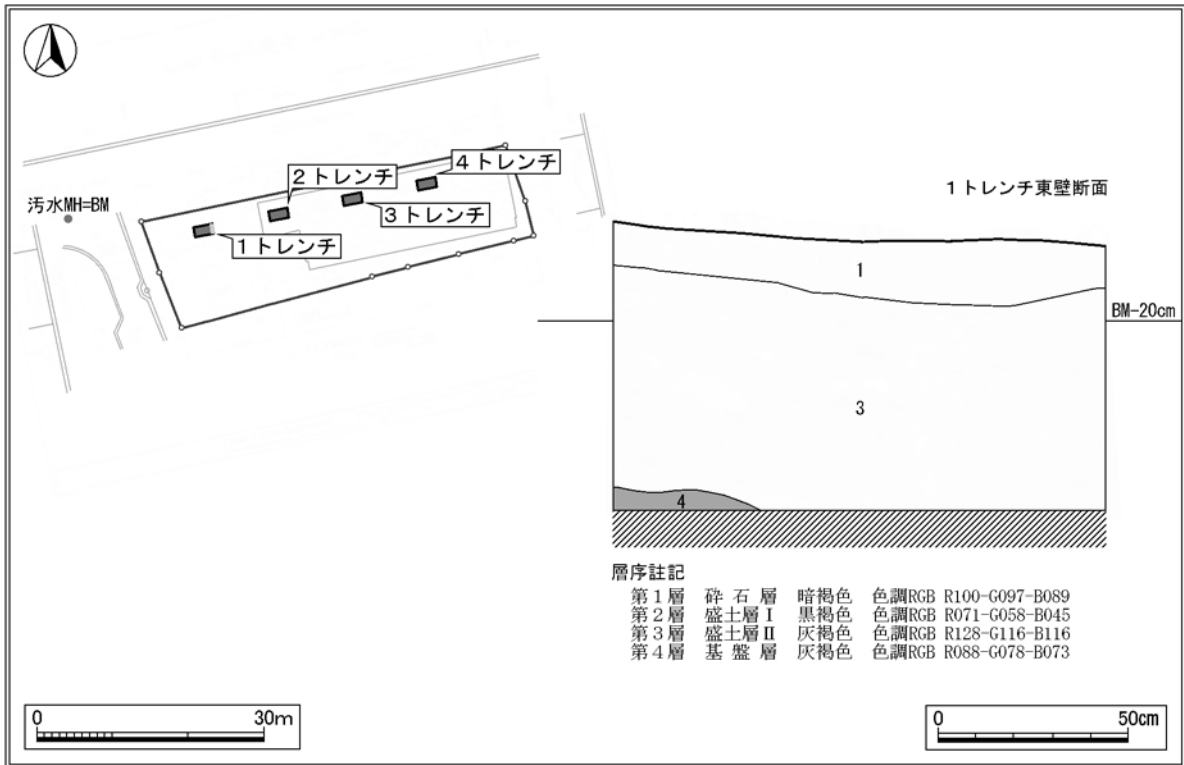 4トレンチ
2トレンチ
3トレンチ
汚水MH=BM
1トレンチ
1トレンチ東壁断面
1
BM-20cm
3
4
層序註記
第1層 砕石層 暗褐色 色調RGB R100-G097-B089
第2層 盛土層Ⅰ 黒褐色 色調RGB R071-G058-B045
第3層 盛土層Ⅱ 灰褐色 色調RGB R128-G116-B116
第4層 基盤層 灰褐色 色調RGB R088-G078-B073
0 30m
0 50cm